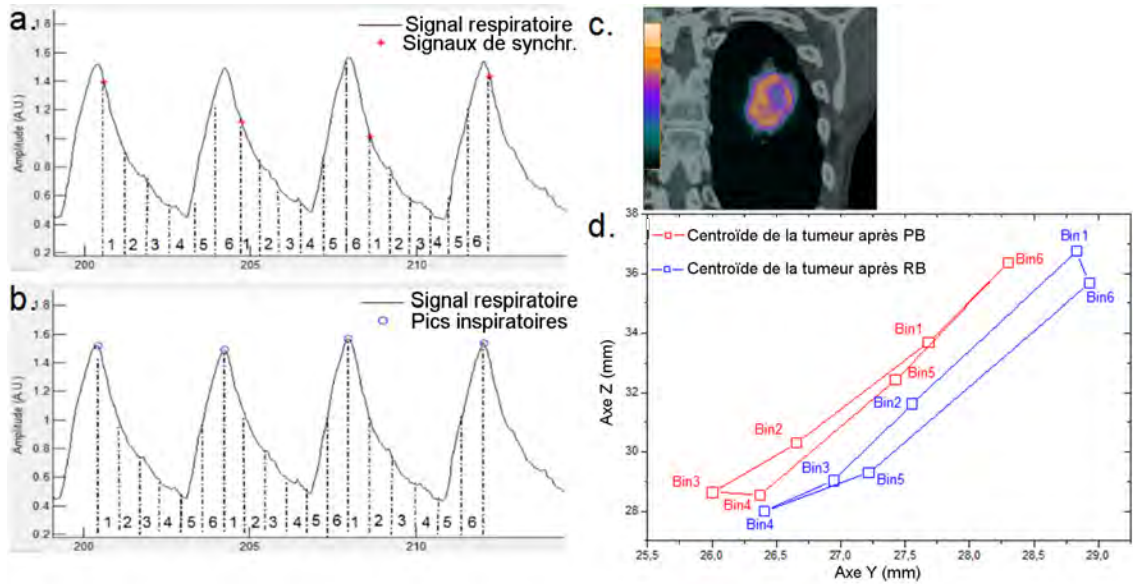 a.
Signal respiratoire
Signaux de synchr.
Amplitude (A.U.)
1.8
1.6
1.4
1.2
1
0.8
0.6
0.4
0.2
1 2 3 4 5 6 1 2 3 4 5 6 1 2 3 4 5 6
200 205 210
b.
Signal respiratoire
Pics inspiratoires
Amplitude (A.U.)
1.8
1.6
1.4
1.2
1
0.8
0.6
0.4
0.2
1 2 3 4 5 6 1 2 3 4 5 6 1 2 3 4 5 6
200 205 210
c.
d.
Centroïde de la tumeur après PB
Centroïde de la tumeur après RB
Axe Z (mm)
38
36
34
32
30
28
Bin1
Bin6
Bin6
Bin1
Bin5
Bin2
Bin2
Bin3
Bin5
Bin3
Bin4
Bin4
25,5 26,0 26,5 27,0 27,5 28,0 28,5 29,0
Axe Y (mm)